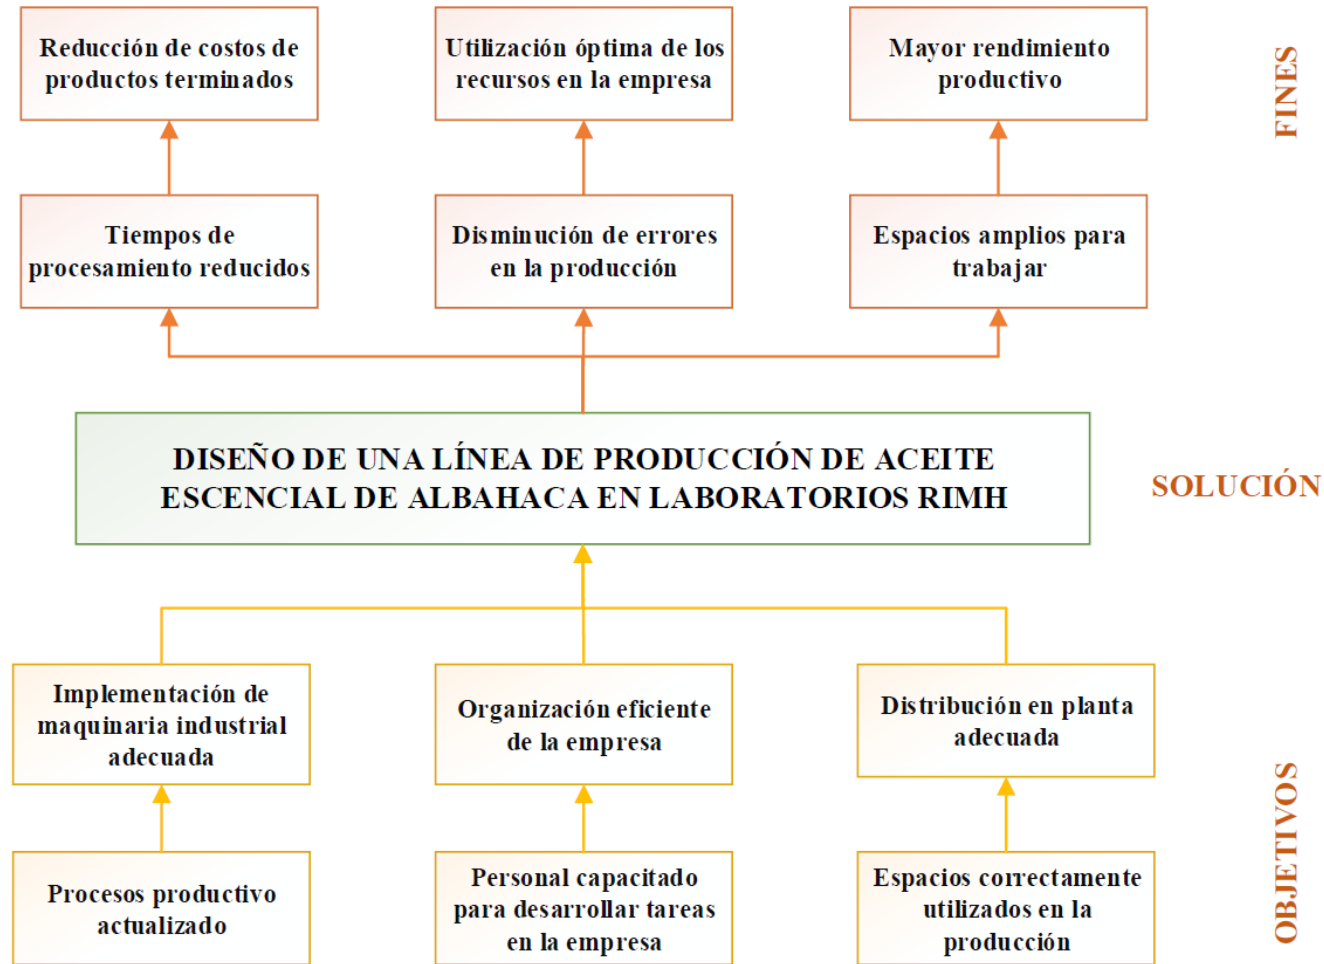 Reducción de costos de
productos terminados
Utilización óptima de los
recursos en la empresa
Mayor rendimiento
productivo
FINES
Tiempos de
procesamiento reducidos
Disminución de errores
en la producción
Espacios amplios para
trabajar
DISEÑO DE UNA LÍNEA DE PRODUCCIÓN DE ACEITE
ESCENCIAL DE ALBAHACA EN LABORATORIOS RIMH
SOLUCIÓN
Implementación de
maquinaria industrial
adecuada
Organización eficiente
de la empresa
Distribución en planta
adecuada
OBJETIVOS
Procesos productivo
actualizado
Personal capacitado
para desarrollar tareas
en la empresa
Espacios correctamente
utilizados en la
producción